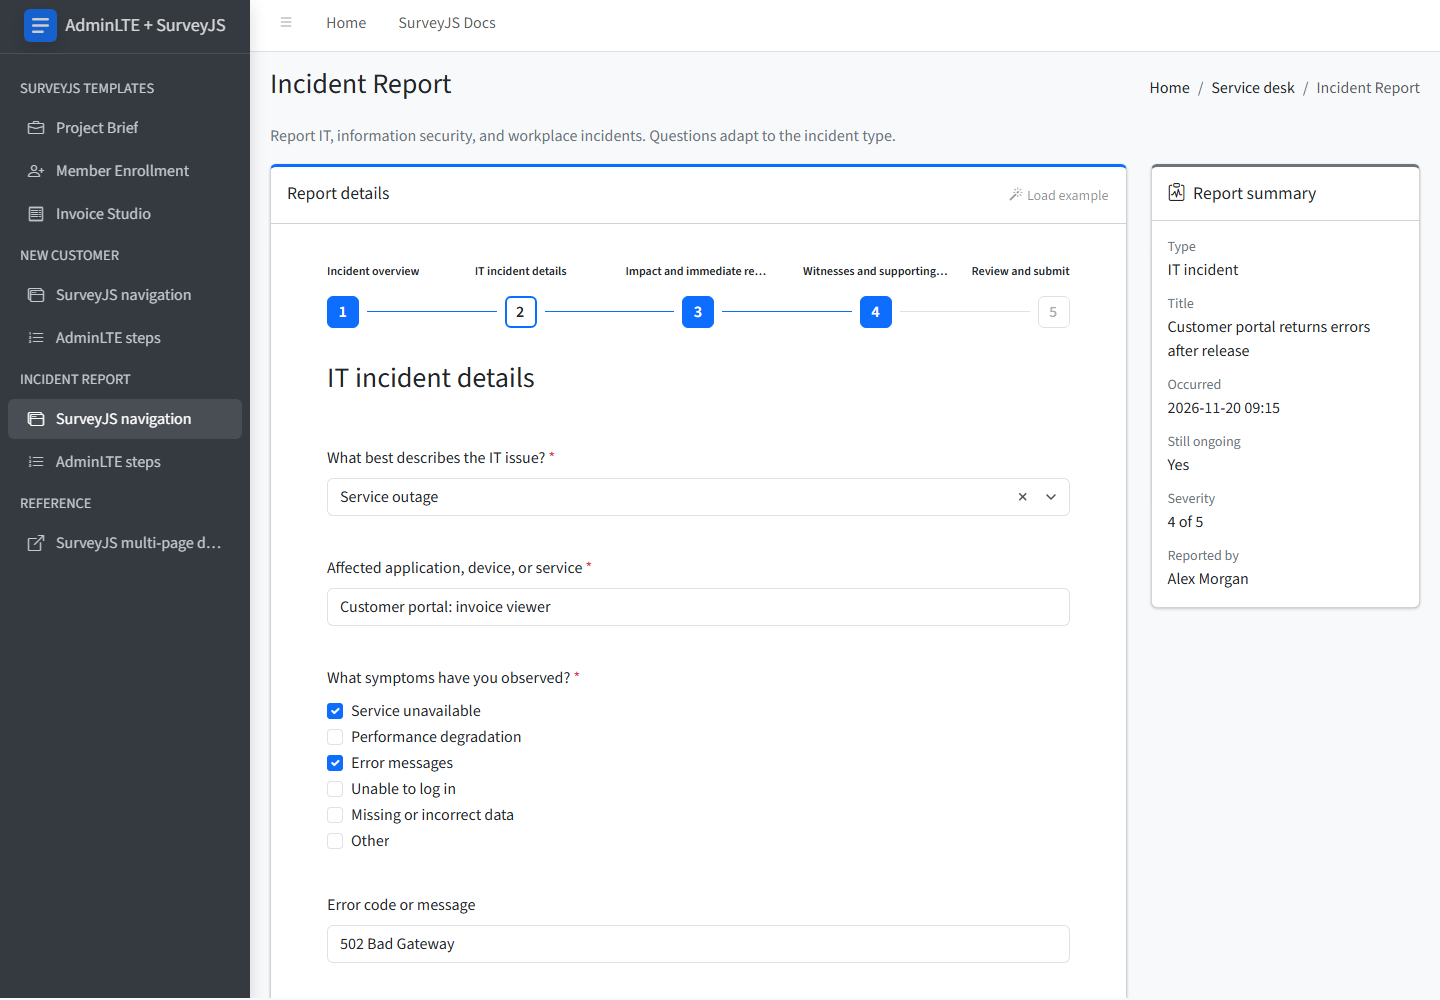 AdminLTE + SurveyJS
SURVEYJS TEMPLATES
Project Brief
Member Enrollment
Invoice Studio
NEW CUSTOMER
SurveyJS navigation
AdminLTE steps
INCIDENT REPORT
SurveyJS navigation
AdminLTE steps
REFERENCE
SurveyJS multi-page d...
Home
SurveyJS Docs
Incident Report
Home / Service desk / Incident Report
Report IT, information security, and workplace incidents. Questions adapt to the incident type.
Report details
Load example
Incident overview
IT incident details
Impact and immediate re...
Witnesses and supporting...
Review and submit
1
2
3
4
5
IT incident details
What best describes the IT issue? *
Service outage
Affected application, device, or service *
Customer portal: invoice viewer
What symptoms have you observed? *
Service unavailable
Performance degradation
Error messages
Unable to log in
Missing or incorrect data
Other
Error code or message
502 Bad Gateway
Report summary
Type
IT incident
Title
Customer portal returns errors
after release
Occurred
2026-11-20 09:15
Still ongoing
Yes
Severity
4 of 5
Reported by
Alex Morgan